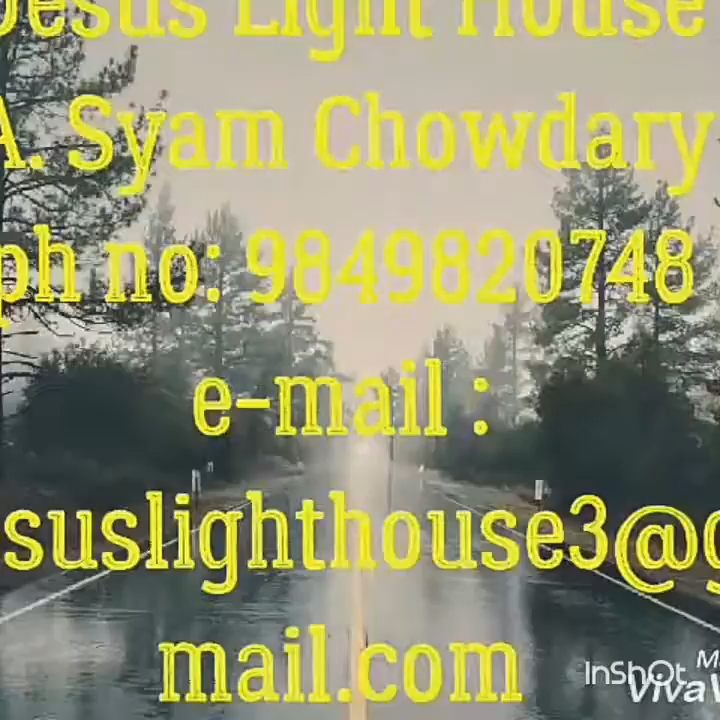 Jesus Light House
A. Syam Chowdary
ph no: 9849820748
e-mail :
suslighthouse3@g
mail.com
InShOt
VivaV